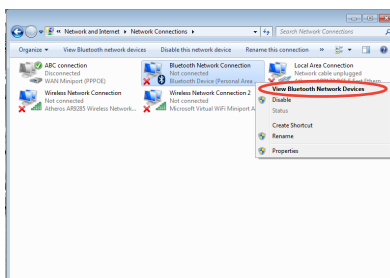 « Network and Internet ▸ Network Connections ▸
Search Network Connections
Organize ▾ View Bluetooth network devices Disable this network device Rename this connection »
ABC connection
Disconnected
WAN Miniport (PPPOE)
Bluetooth Network Connection
Not connected
Bluetooth Device (Personal Area
Local Area Connection
Network cable unplugged
Wireless Network Connection
Not connected
Atheros AR9285 Wireless Network...
Wireless Network Connection 2
Not connected
Microsoft Virtual WiFi Miniport A
View Bluetooth Network Devices
Disable
Status
Create Shortcut
Rename
Properties